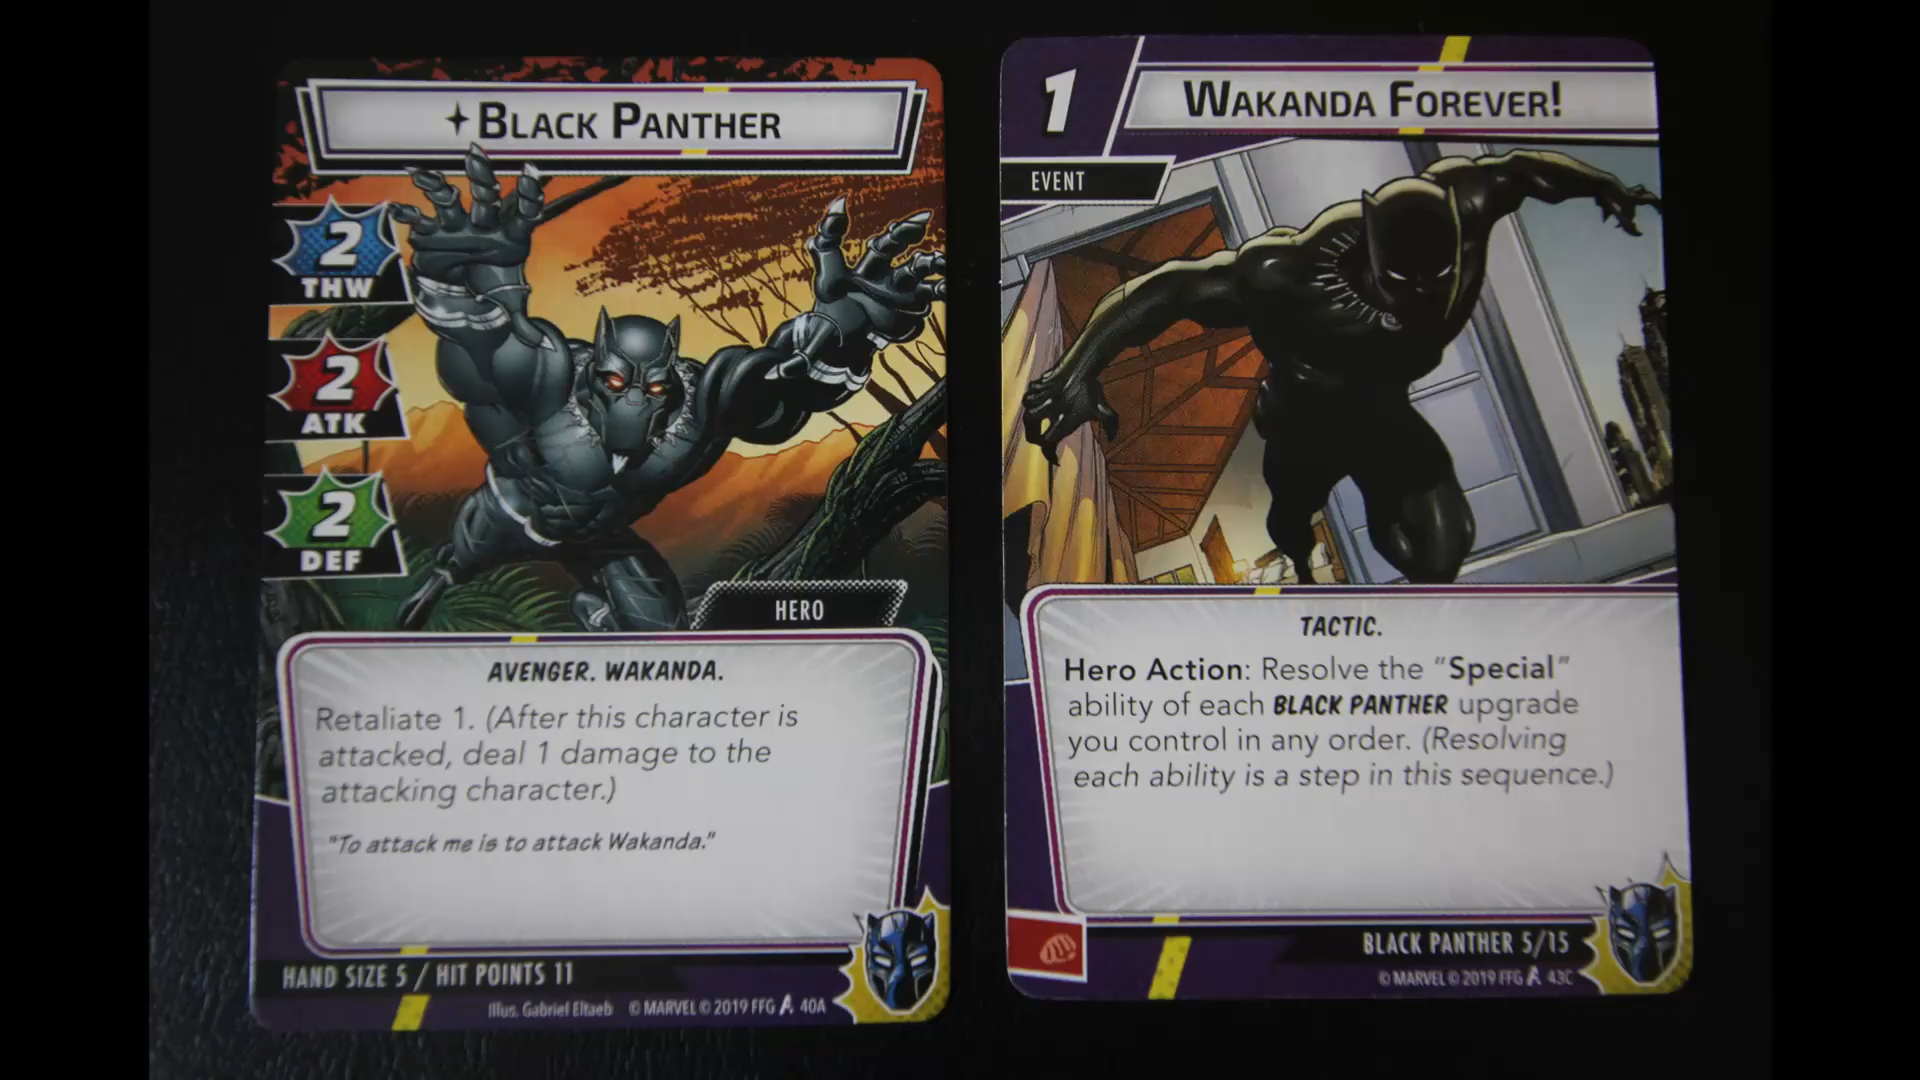 BLACK PANTHER
2
THW
2
ATK
2
DEF
HERO
AVENGER. WAKANDA.
Retaliate 1. (After this character is
attacked, deal 1 damage to the
attacking character.)
"To attack me is to attack Wakanda."
HAND SIZE 5 / HIT POINTS 11
Illus. Gabriel Eltaeb © MARVEL © 2019 FFG 40A
1
WAKANDA FOREVER!
EVENT
TACTIC.
Hero Action: Resolve the "Special"
ability of each BLACK PANTHER upgrade
you control in any order. (Resolving
each ability is a step in this sequence.)
BLACK PANTHER 5/15
© MARVEL © 2019 FFG 43C